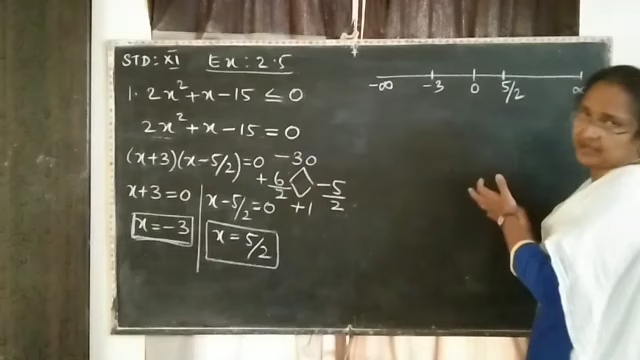 STD: XI Ex: 2.5
1. 2x² + x - 15 ≤ 0
2x² + x - 15 = 0
(x+3)(x-5/2) = 0
-30
+6/2 -5/2
+1
x+3 = 0
x = -3
x-5/2 = 0
x = 5/2
-∞ -3 0 5/2 ∞